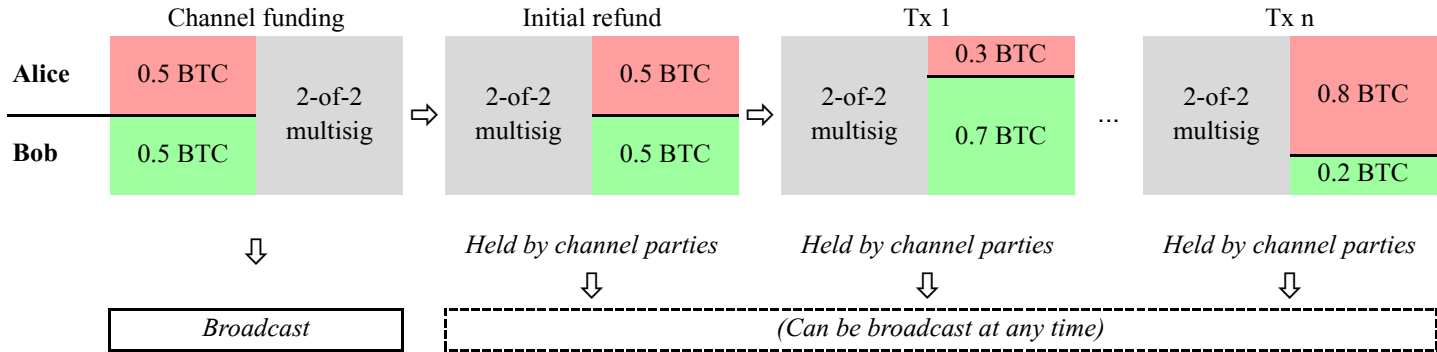 Channel funding
Initial refund
Tx 1
Tx n
Alice
0.5 BTC
2-of-2
multisig
2-of-2
multisig
0.5 BTC
2-of-2
multisig
0.3 BTC
...
2-of-2
multisig
0.8 BTC
Bob
0.5 BTC
0.5 BTC
0.7 BTC
0.2 BTC
Held by channel parties
Held by channel parties
Held by channel parties
Broadcast
(Can be broadcast at any time)